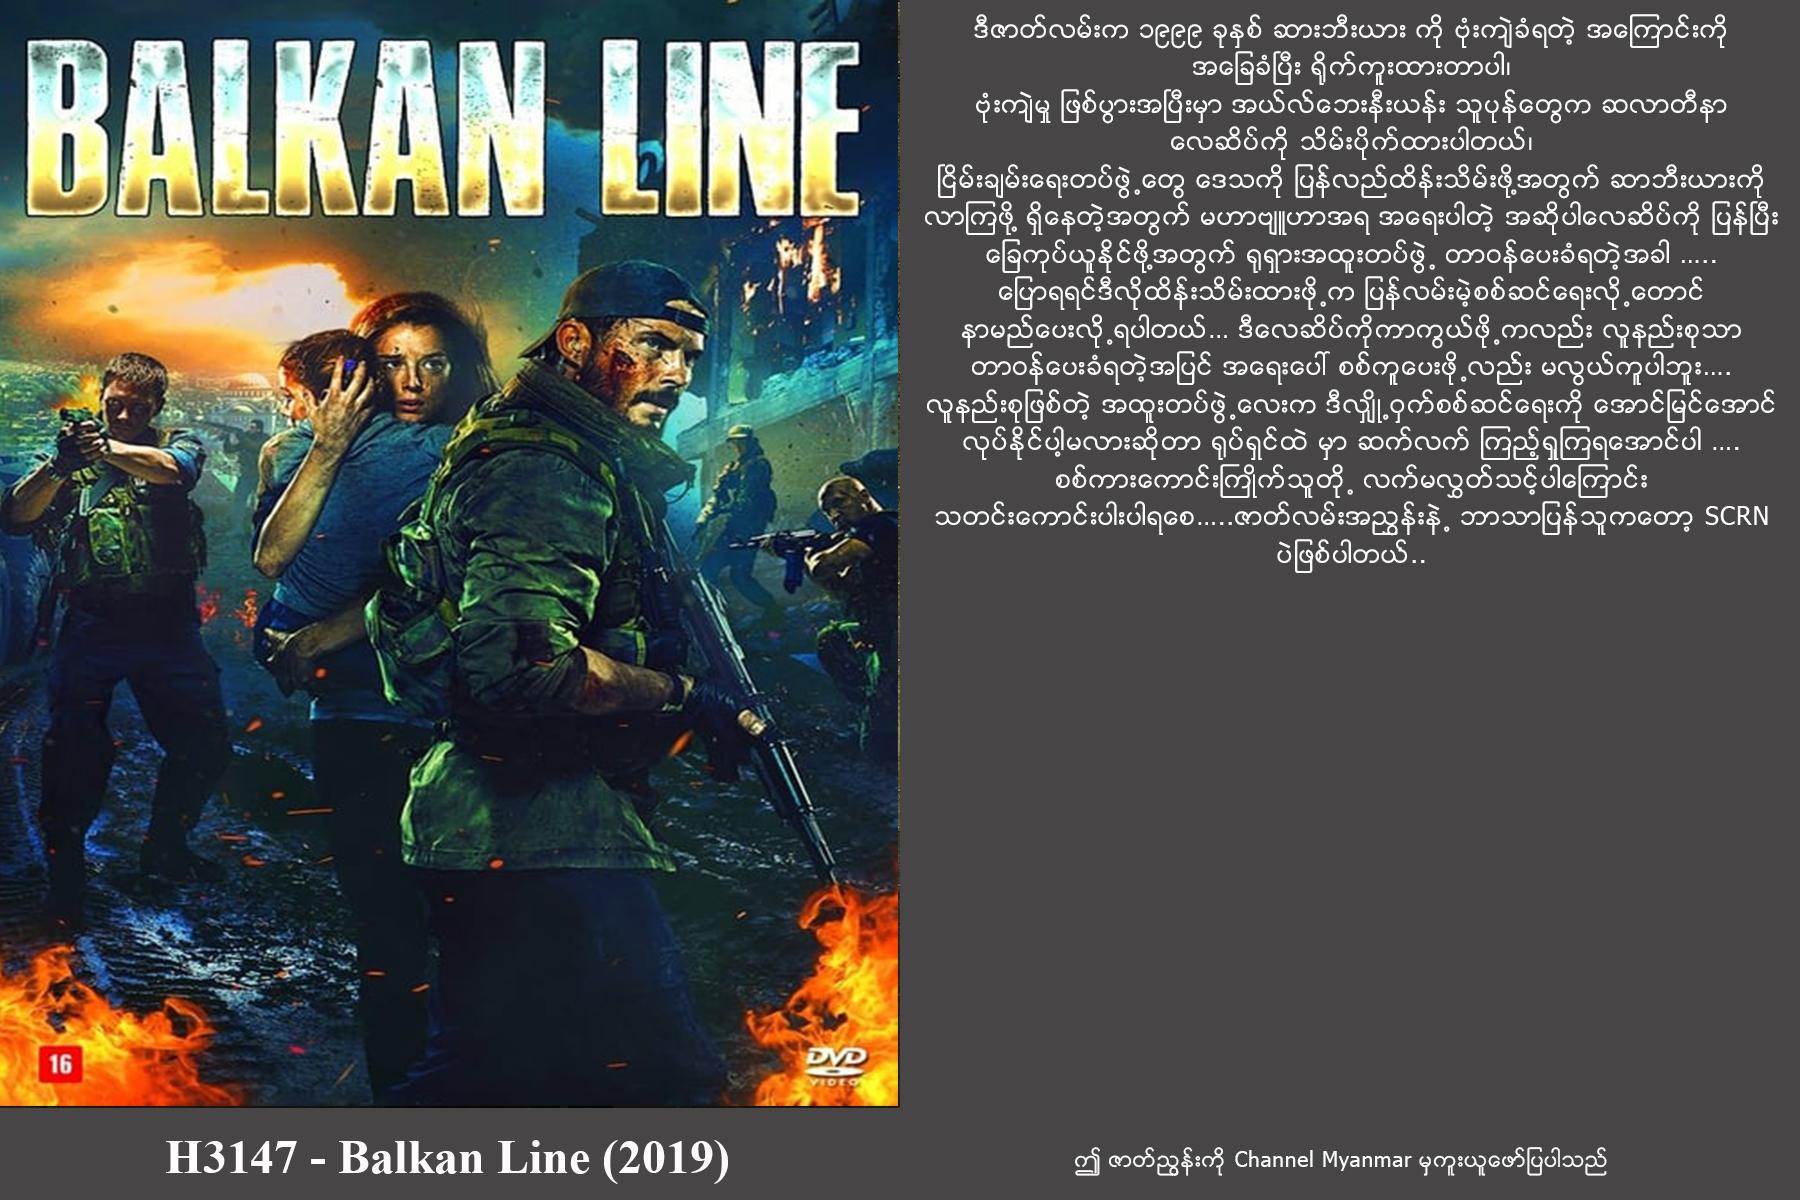 BALKAN LINE
16
DVD
VIDEO
H3147 - Balkan Line (2019)
ဒီဇာတ်လမ်းက ၁၉၉၉ ခုနှစ် ဆားဘီးယား ကို ဗုံးကျဲခံရတဲ့ အကြောင်းကို
အခြေခံပြီး ရိုက်ကူးထားတာပါ၊
ဗုံးကျဲမှု ဖြစ်ပွားအပြီးမှာ အယ်လ်ဘေးနီးယန်း သူပုန်တွေက ဆလာတီနာ
လေဆိပ်ကို သိမ်းပိုက်ထားပါတယ်၊
ငြိမ်းချမ်းရေးတပ်ဖွဲ့တွေ ဒေသကို ပြန်လည်ထိန်းသိမ်းဖို့အတွက် ဆာဘီးယားကို
လာကြဖို့ ရှိနေတဲ့အတွက် မဟာဗျူဟာအရ အရေးပါတဲ့ အဆိုပါလေဆိပ်ကို ပြန်ပြီး
ခြေကုပ်ယူနိုင်ဖို့အတွက် ရုရှားအထူးတပ်ဖွဲ့ တာဝန်ပေးခံရတဲ့အခါ …..
ပြောရရင်ဒီလိုထိန်းသိမ်းထားဖို့က ပြန်လမ်းမဲ့စစ်ဆင်ရေးလို့တောင်
နာမည်ပေးလို့ရပါတယ်… ဒီလေဆိပ်ကိုကာကွယ်ဖို့ကလည်း လူနည်းစုသာ
တာဝန်ပေးခံရတဲ့အပြင် အရေးပေါ် စစ်ကူပေးဖို့လည်း မလွယ်ကူပါဘူး….
လူနည်းစုဖြစ်တဲ့ အထူးတပ်ဖွဲ့လေးက ဒီလျှို့ဝှက်စစ်ဆင်ရေးကို အောင်မြင်အောင်
လုပ်နိုင်ပါ့မလားဆိုတာ ရုပ်ရှင်ထဲ မှာ ဆက်လက် ကြည့်ရှုကြရအောင်ပါ ….
စစ်ကားကောင်းကြိုက်သူတို့ လက်မလွှတ်သင့်ပါကြောင်း
သတင်းကောင်းပါးပါရစေ…..ဇာတ်လမ်းအညွှန်းနဲ့ ဘာသာပြန်သူကတော့ SCRN
ပဲဖြစ်ပါတယ်..
ဤ ဇာတ်ညွှန်းကို Channel Myanmar မှကူးယူဖော်ပြပါသည်